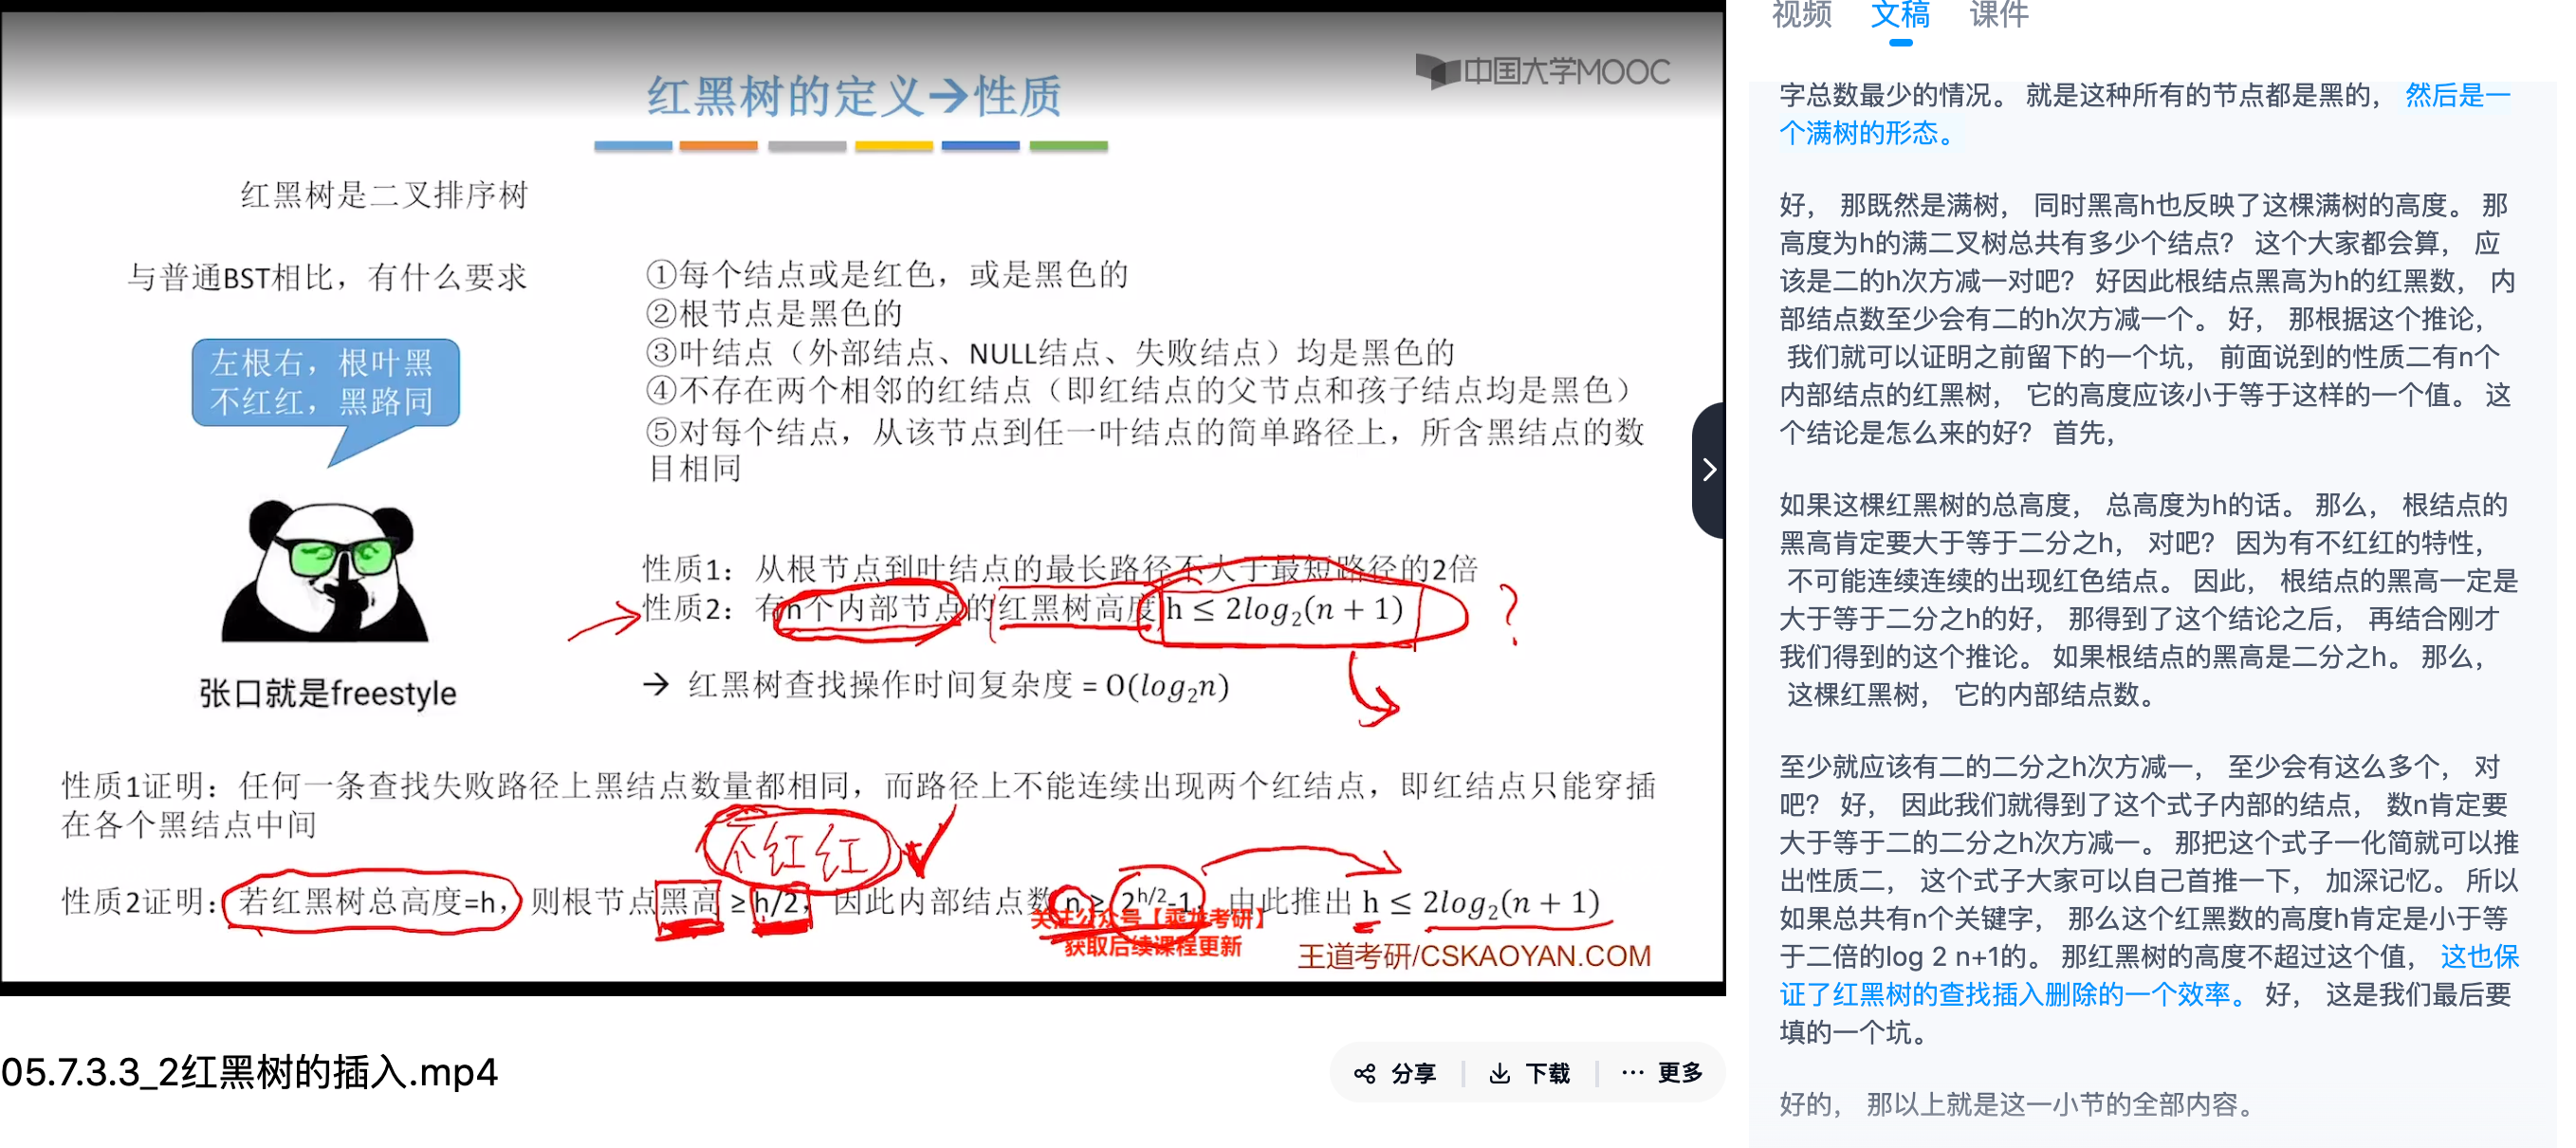 中国大学MOOC
红黑树的定义→性质
红黑树是二叉排序树
与普通BST相比，有什么要求
左根右，根叶黑
不红红，黑路同
张口就是freestyle
①每个结点或是红色，或是黑色的
②根节点是黑色的
③叶结点（外部结点、NULL结点、失败结点）均是黑色的
④不存在两个相邻的红结点（即红结点的父节点和孩子结点均是黑色）
⑤对每个结点，从该节点到任一叶结点的简单路径上，所含黑结点的数
目相同
性质1：从根节点到叶结点的最长路径不大于最短路径的2倍
性质2：有n个内部节点的红黑树高度 h ≤ 2log₂(n + 1)
?
→ 红黑树查找操作时间复杂度 = O(log₂n)
性质1证明：任何一条查找失败路径上黑结点数量都相同，而路径上不能连续出现两个红结点，即红结点只能穿插
在各个黑结点中间
不红红
性质2证明：若红黑树总高度=h，则根节点黑高 ≥ h/2，因此内部结点数 n ≥ 2^(h/2)-1，由此推出 h ≤ 2log₂(n + 1)
关注公众号【乘龙考研】
获取后续课程更新
王道考研/CSKAOYAN.COM
05.7.3.3_2红黑树的插入.mp4
分享
下载
··· 更多
视频 文稿 课件
字总数最少的情况。 就是这种所有的节点都是黑的， 然后是一
个满树的形态。
好， 那既然是满树， 同时黑高h也反映了这棵满树的高度。 那
高度为h的满二叉树总共有多少个结点？ 这个大家都会算， 应
该是二的h次方减一对吧？ 好因此根结点黑高为h的红黑数， 内
部结点数至少会有二的h次方减一个。 好， 那根据这个推论，
我们就可以证明之前留下的一个坑， 前面说到的性质二有n个
内部结点的红黑树， 它的高度应该小于等于这样的一个值。 这
个结论是怎么来的好？ 首先，
如果这棵红黑树的总高度， 总高度为h的话。 那么， 根结点的
黑高肯定要大于等于二分之h， 对吧？ 因为有不红红的特性，
不可能连续连续的出现红色结点。 因此， 根结点的黑高一定是
大于等于二分之h的好， 那得到了这个结论之后， 再结合刚才
我们得到的这个推论。 如果根结点的黑高是二分之h。 那么，
这棵红黑树， 它的内部结点数。
至少就应该有二的二分之h次方减一， 至少会有这么多个， 对
吧？ 好， 因此我们就得到了这个式子内部的结点， 数n肯定要
大于等于二的二分之h次方减一。 那把这个式子一化简就可以推
出性质二， 这个式子大家可以自己首推一下， 加深记忆。 所以
如果总共有n个关键字， 那么这个红黑数的高度h肯定是小于等
于二倍的log 2 n+1的。 那红黑树的高度不超过这个值， 这也保
证了红黑树的查找插入删除的一个效率。 好， 这是我们最后要
填的一个坑。
好的， 那以上就是这一小节的全部内容。